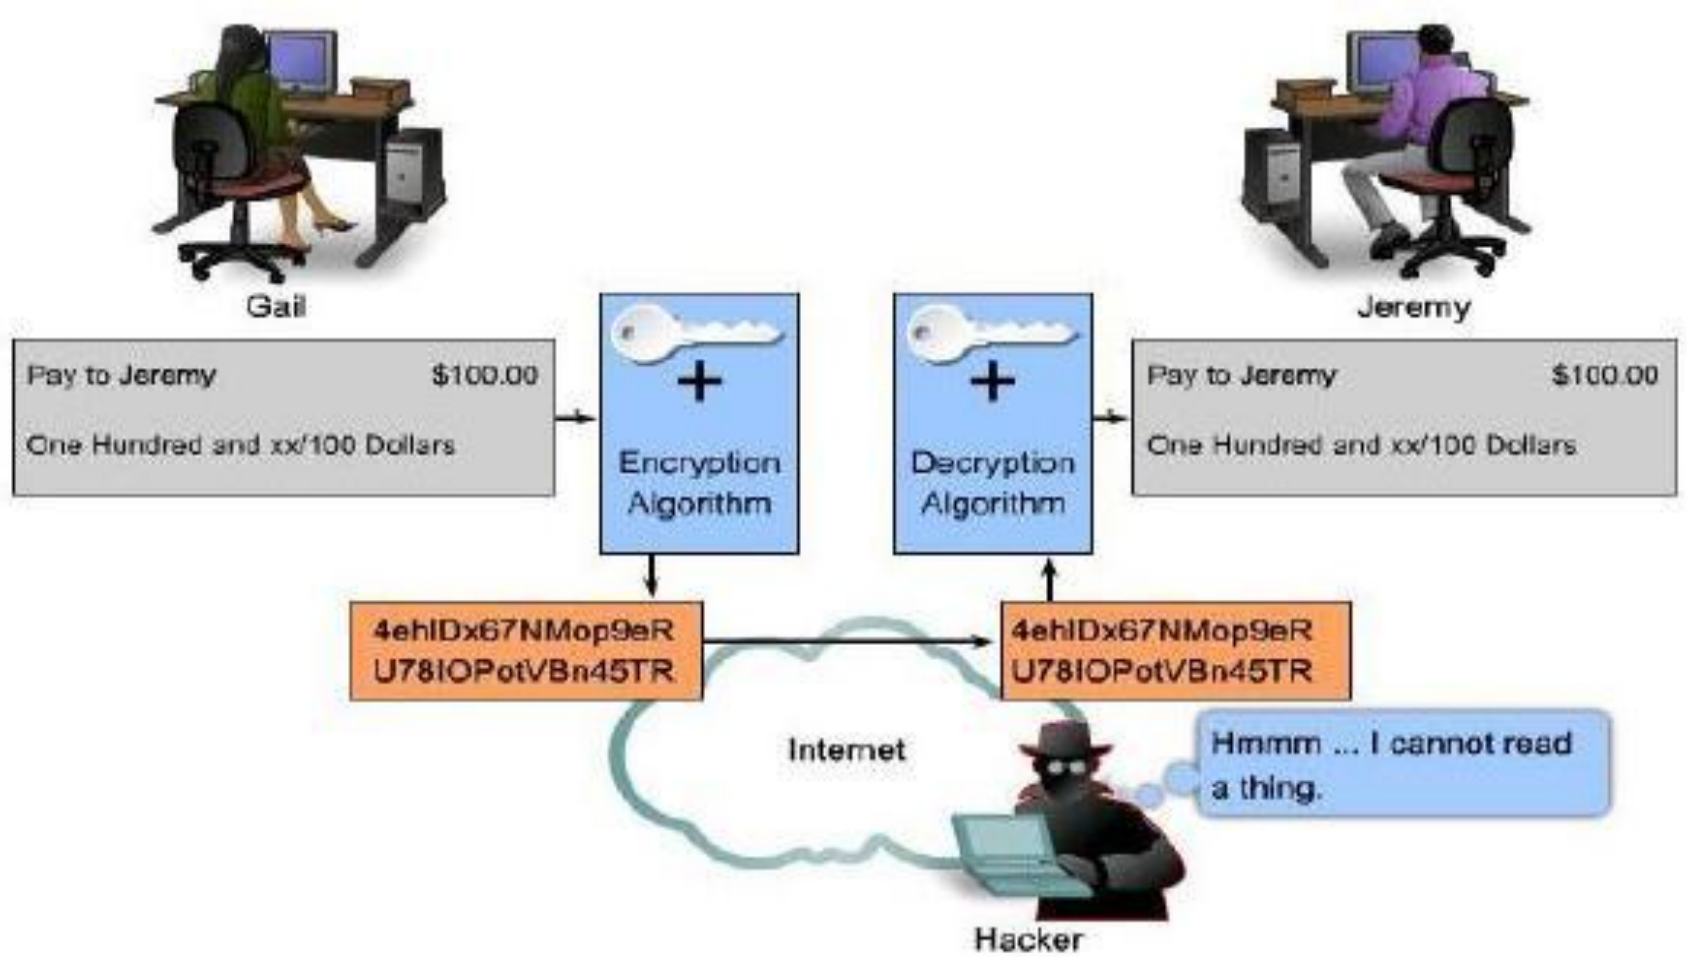 Gail
Jeremy
Pay to Jeremy $100.00
One Hundred and xx/100 Dollars
+
Encryption
Algorithm
+
Decryption
Algorithm
Pay to Jeremy $100.00
One Hundred and xx/100 Dollars
4ehIDx67NMop9eR
U78IOPotVBn45TR
4ehIDx67NMop9eR
U78IOPotVBn45TR
Internet
Hmmm ... I cannot read
a thing.
Hacker